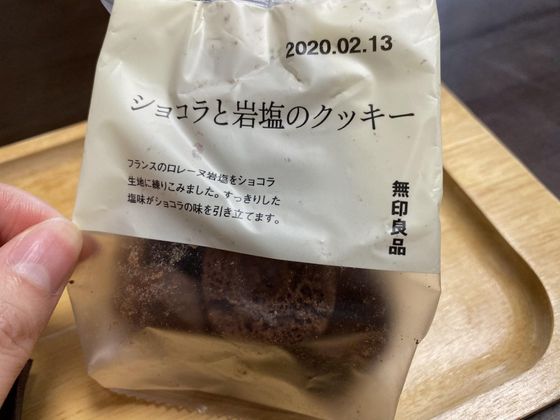 2020.02.13
ショコラと岩塩のクッキー
フランスのロレーヌ岩塩をショコラ
生地に練りこみました。すっきりした
塩味がショコラの味を引き立てます。
無印良品